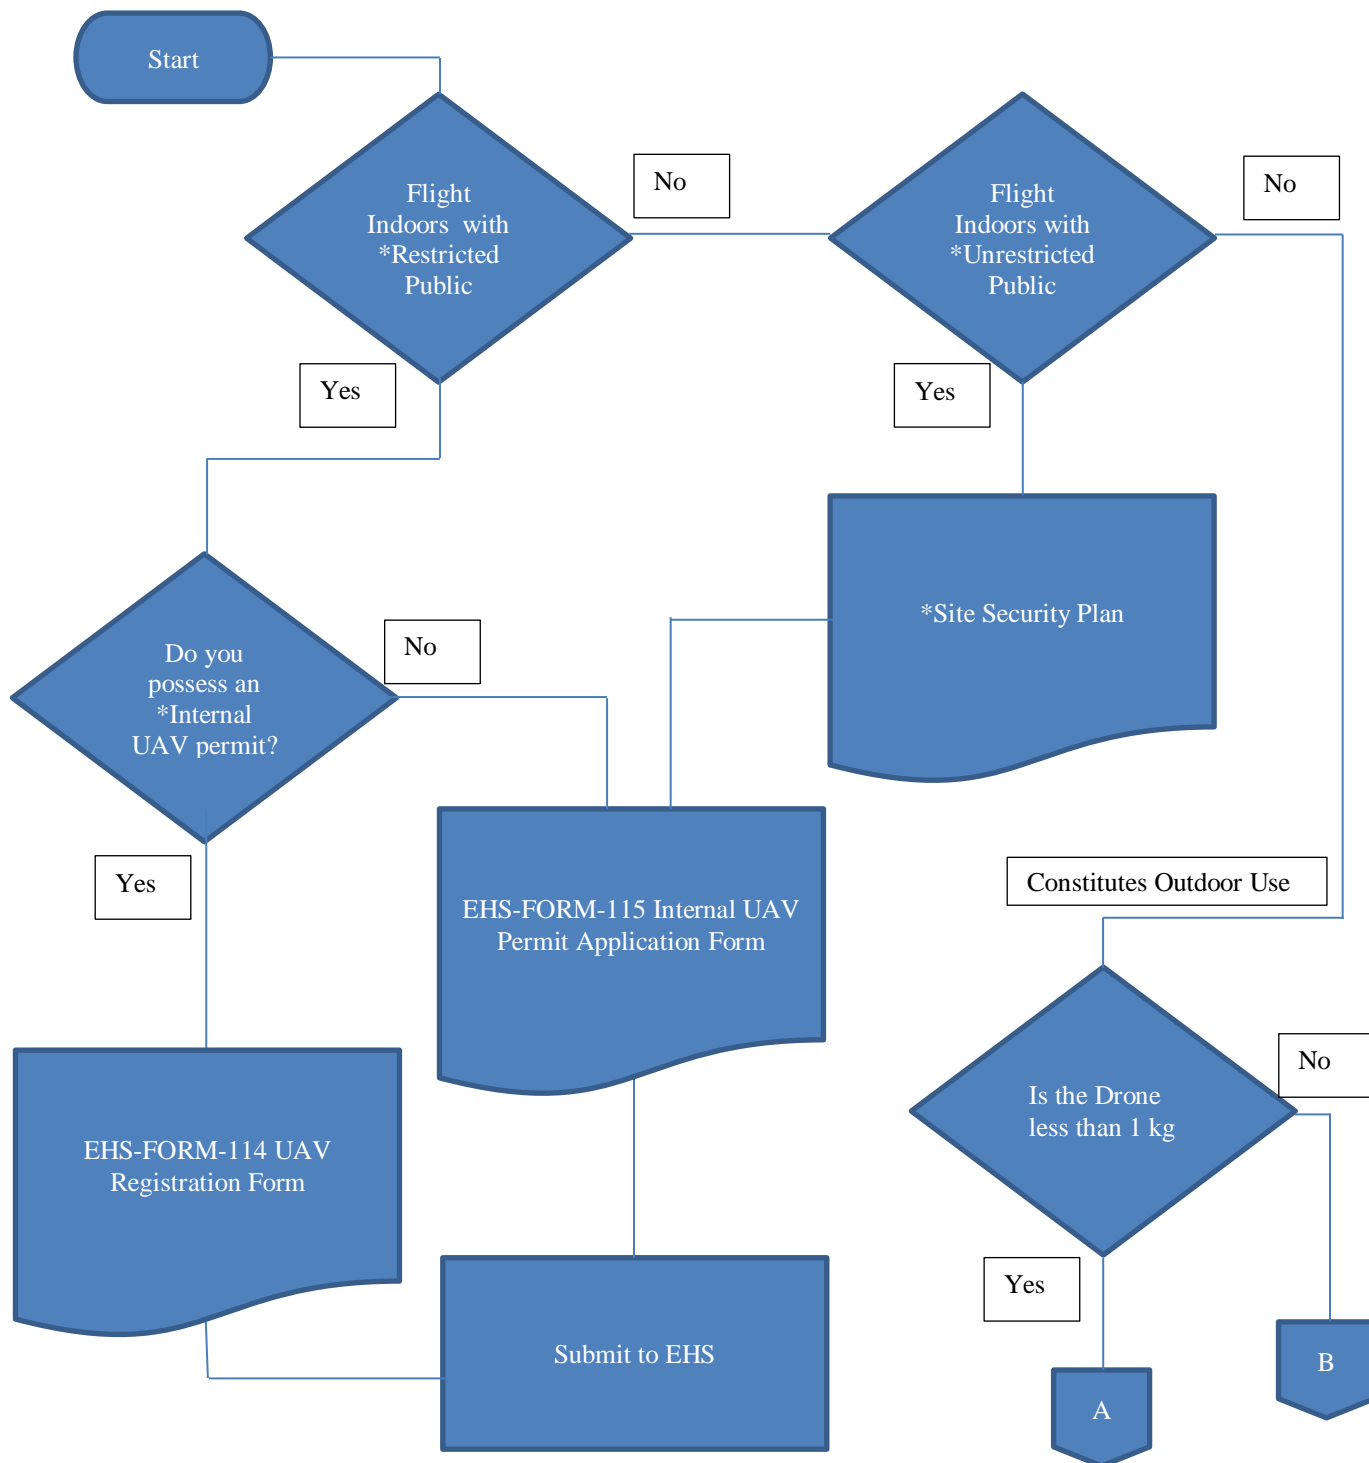 Start
Flight
Indoors with
*Restricted
Public
No
Flight
Indoors with
*Unrestricted
Public
No
Yes
Yes
*Site Security Plan
Do you
possess an
*Internal
UAV permit?
No
Yes
EHS-FORM-115 Internal UAV
Permit Application Form
Constitutes Outdoor Use
EHS-FORM-114 UAV
Registration Form
Is the Drone
less than 1 kg
No
Yes
Submit to EHS
A
B